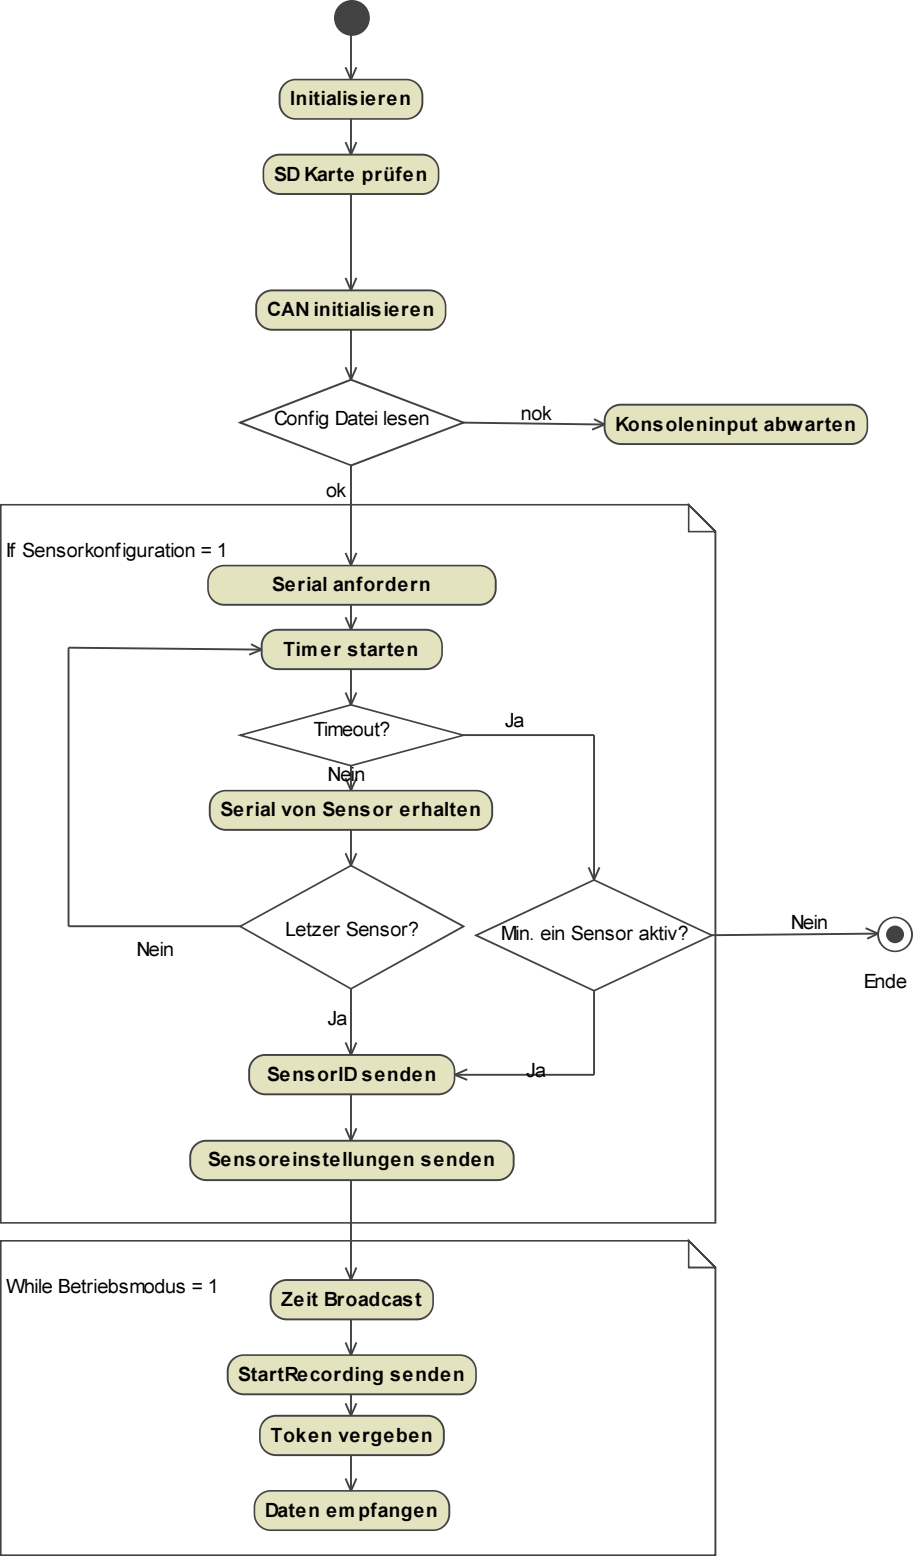 Initialisieren
SD Karte prüfen
CAN initialisieren
Config Datei lesen
nok
Konsoleninput abwarten
ok
If Sensorkonfiguration = 1
Serial anfordern
Timer starten
Timeout?
Ja
Nein
Serial von Sensor erhalten
Letzer Sensor?
Min. ein Sensor aktiv?
Nein
Nein
Ende
Ja
SensorID senden
Ja
Sensoreinstellungen senden
While Betriebsmodus = 1
Zeit Broadcast
StartRecording senden
Token vergeben
Daten empfangen